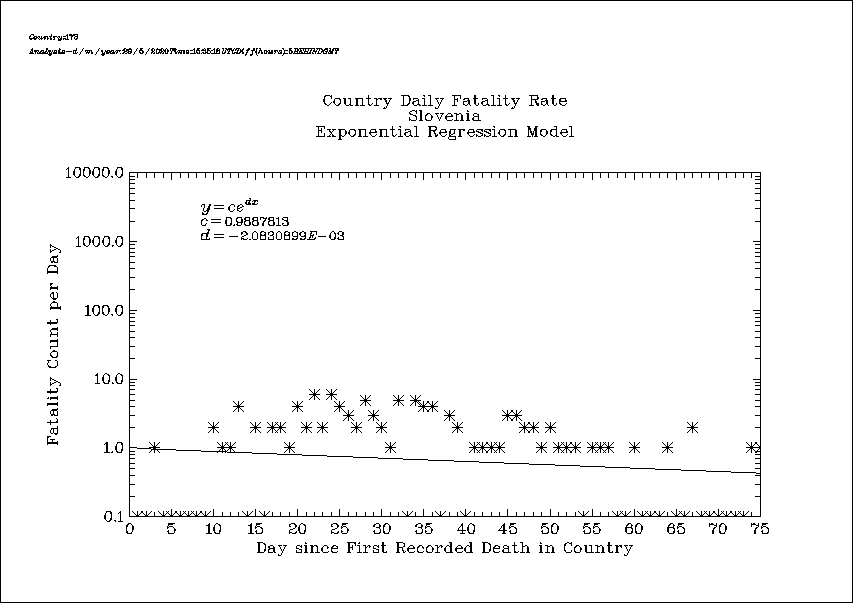 Country Daily Fatality Rate
Slovenia
Exponential Regression Model
y=ce^dx
c=0.9887813
d=-2.0830899E-03
10000.0
1000.0
100.0
10.0
1.0
0.1
Fatality Count per Day
0 5 10 15 20 25 30 35 40 45 50 55 60 65 70 75
Day since First Recorded Death in Country